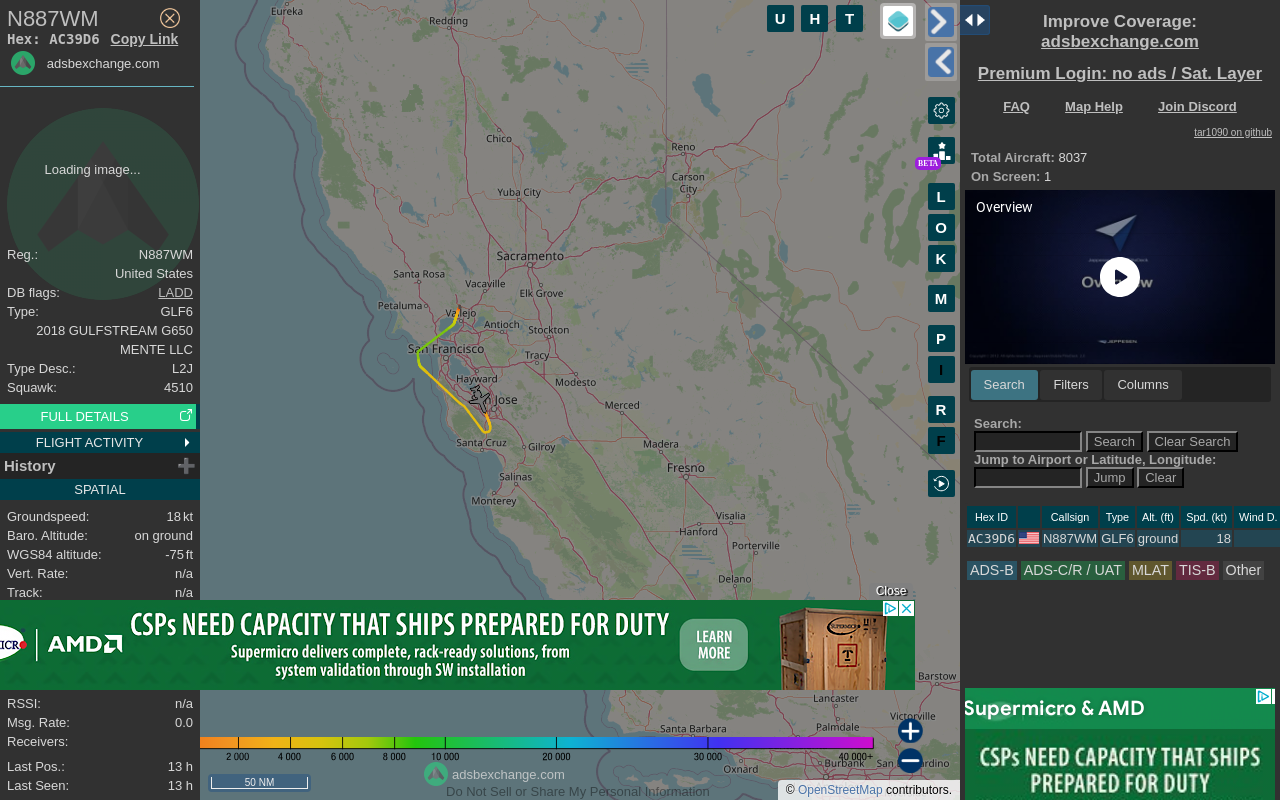 N887WM
Hex: AC39D6 Copy Link
adsbexchange.com
Loading image...
Reg.: N887WM
United States
DB flags: LADD
Type: GLF6
2018 GULFSTREAM G650
MENTE LLC
Type Desc.: L2J
Squawk: 4510
FULL DETAILS
FLIGHT ACTIVITY
History
SPATIAL
Groundspeed: 18 kt
Baro. Altitude: on ground
WGS84 altitude: -75 ft
Vert. Rate: n/a
Track: n/a
RSSI: n/a
Msg. Rate: 0.0
Receivers:
Last Pos.: 13 h
Last Seen: 13 h
Eureka
Redding
Chico
Reno
Carson
City
Yuba City
Sacramento
Santa Rosa
Vacaville
Elk Grove
Petaluma
Vallejo
Antioch
Stockton
San Francisco
Tracy
Hayward
Modesto
Jose
Merced
Santa Cruz
Gilroy
Madera
Salinas
Fresno
Monterey
Visalia
Hanford
Porterville
Delano
Barstow
Lancaster
Victorville
Santa Barbara
Palmdale
Oxnard
Burbank
U H T
BETA
L
O
K
M
P
I
R
F
Close
CSPs NEED CAPACITY THAT SHIPS PREPARED FOR DUTY
AMD
Supermicro delivers complete, rack-ready solutions, from
system validation through SW installation
LEARN
MORE
2 000 4 000 6 000 8 000 10 000 20 000 30 000 40 000+
50 NM
adsbexchange.com
Do Not Sell or Share My Personal Information
© OpenStreetMap contributors.
Improve Coverage:
adsbexchange.com
Premium Login: no ads / Sat. Layer
FAQ Map Help Join Discord
tar1090 on github
Total Aircraft: 8037
On Screen: 1
Overview
Overview
JEPPESEN
Search Filters Columns
Search:
Search Clear Search
Jump to Airport or Latitude, Longitude:
Jump Clear
Hex ID Callsign Type Alt. (ft) Spd. (kt) Wind D.
AC39D6 N887WM GLF6 ground 18
ADS-B ADS-C/R / UAT MLAT TIS-B Other
Supermicro & AMD
CSPs NEED CAPACITY THAT SHIPS
PREPARED FOR DUTY